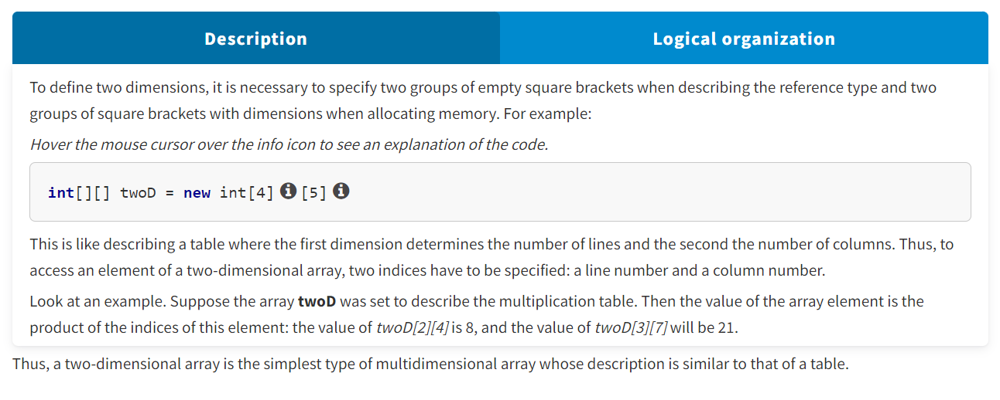 Description
Logical organization
To define two dimensions, it is necessary to specify two groups of empty square brackets when describing the reference type and two
groups of square brackets with dimensions when allocating memory. For example:
Hover the mouse cursor over the info icon to see an explanation of the code.
int[][] twoD = new int[4] i [5] i
This is like describing a table where the first dimension determines the number of lines and the second the number of columns. Thus, to
access an element of a two-dimensional array, two indices have to be specified: a line number and a column number.
Look at an example. Suppose the array twoD was set to describe the multiplication table. Then the value of the array element is the
product of the indices of this element: the value of twoD[2][4] is 8, and the value of twoD[3][7] will be 21.
Thus, a two-dimensional array is the simplest type of multidimensional array whose description is similar to that of a table.